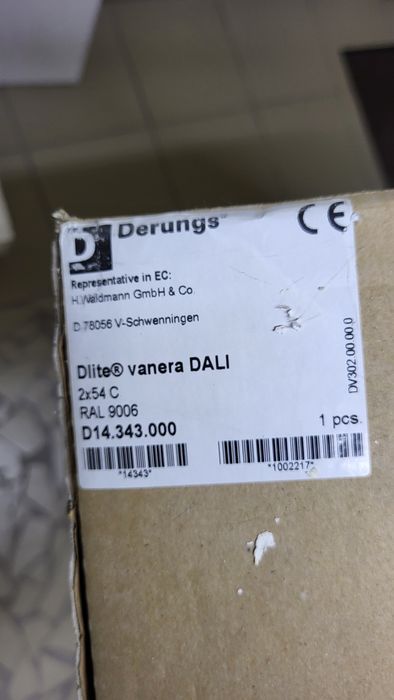 D Derungs® CE
Representative in EC:
H. Waldmann GmbH & Co
D 78056 V-Schwenningen
Dlite® vanera DALI
2x54 C
RAL 9006
D14.343.000
1 pcs.
*14343*
*1002217*
DV302.00.00.0